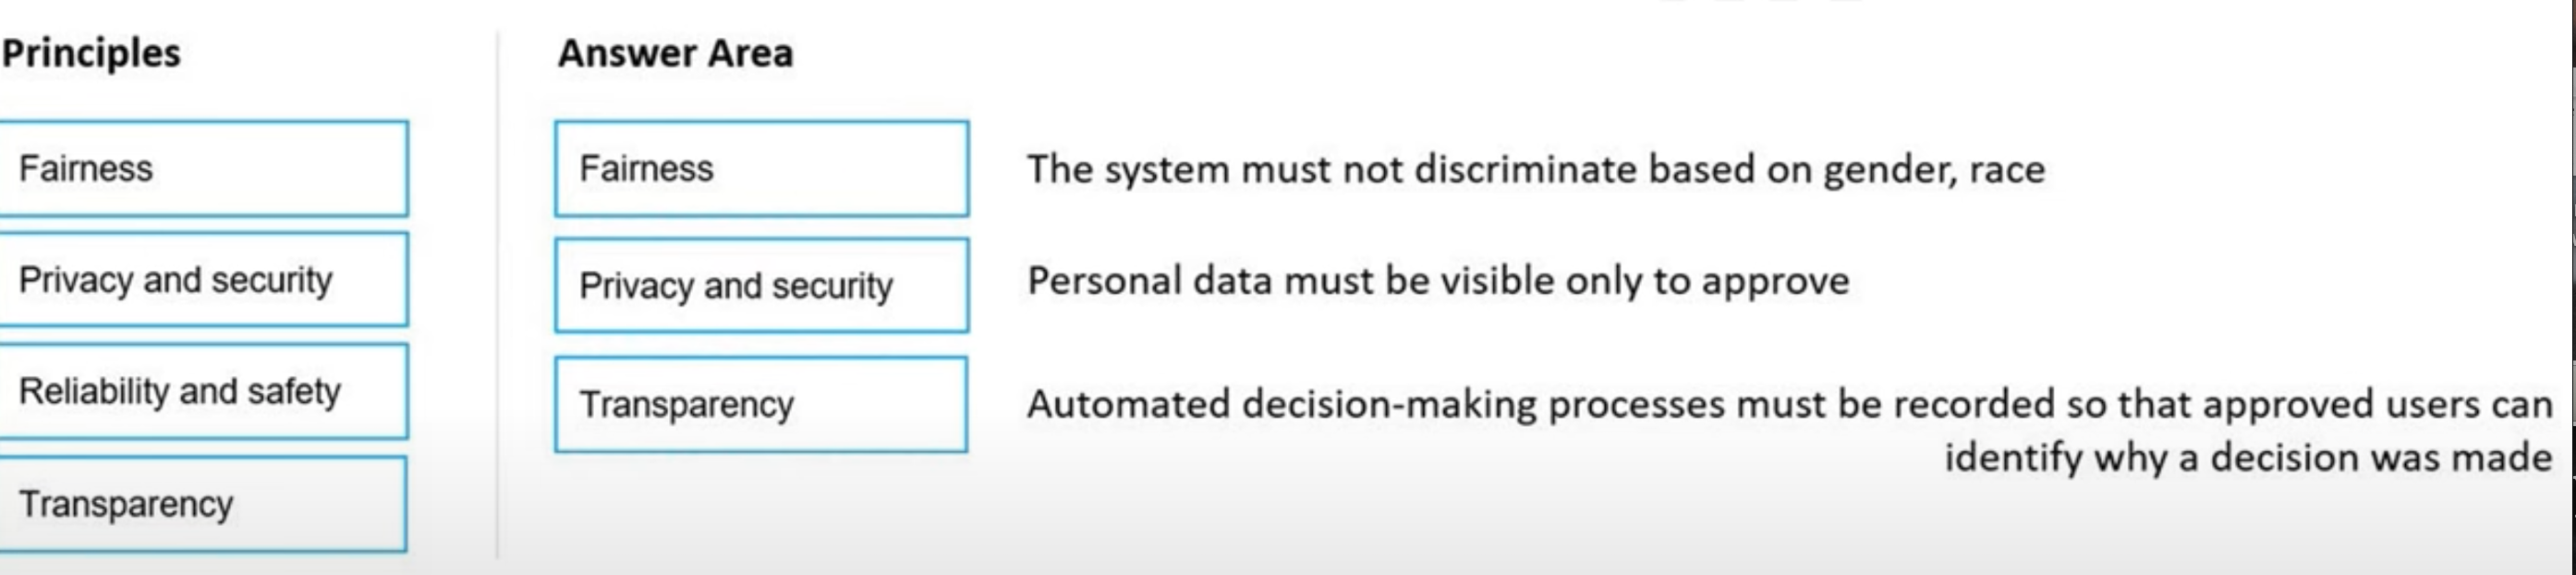 Principles
Answer Area
Fairness
Fairness
The system must not discriminate based on gender, race
Privacy and security
Privacy and security
Personal data must be visible only to approve
Reliability and safety
Transparency
Automated decision-making processes must be recorded so that approved users can
identify why a decision was made
Transparency